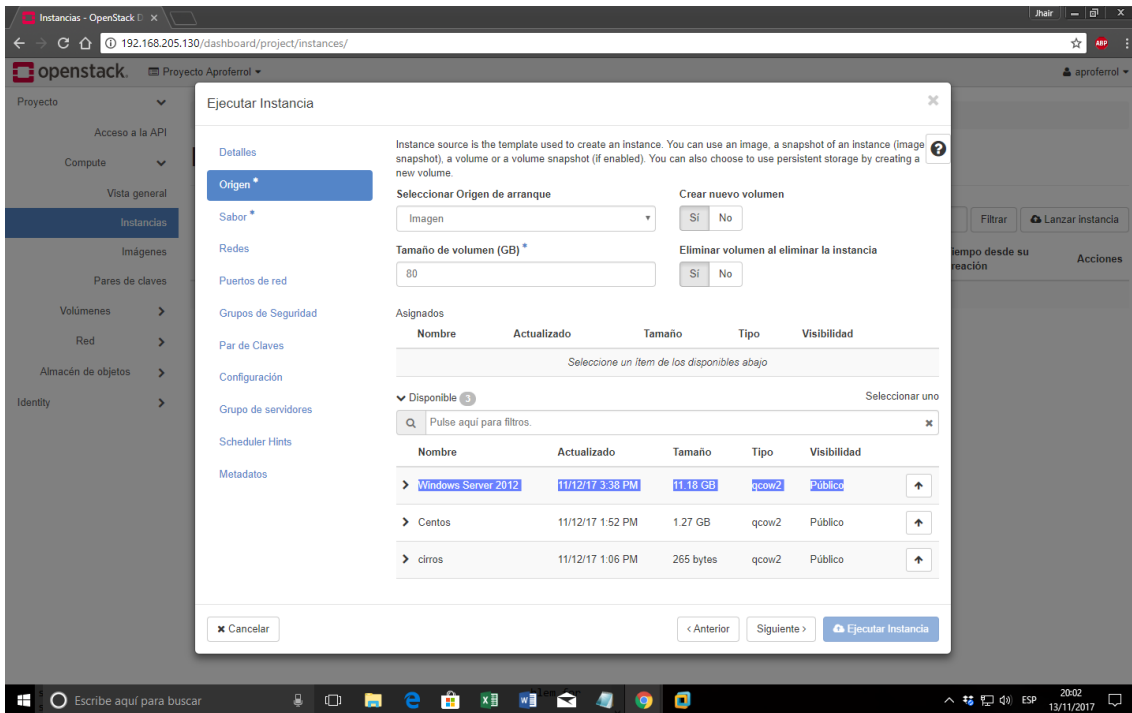 Instancias - OpenStack D
Jhair
192.168.205.130/dashboard/project/instances/
ABP
openstack.
Proyecto Aproferrol
aproferrol
Proyecto
Acceso a la API
Compute
Vista general
Instancias
Imágenes
Pares de claves
Volúmenes
Red
Almacén de objetos
Identity
Filtrar
Lanzar instancia
Acciones
Ejecutar Instancia
Detalles
Origen *
Sabor *
Redes
Puertos de red
Grupos de Seguridad
Par de Claves
Configuración
Grupo de servidores
Scheduler Hints
Metadatos
Instance source is the template used to create an instance. You can use an image, a snapshot of an instance (image
snapshot), a volume or a volume snapshot (if enabled). You can also choose to use persistent storage by creating a
new volume.
Seleccionar Origen de arranque
Crear nuevo volumen
Imagen
Sí No
Tamaño de volumen (GB) *
Eliminar volumen al eliminar la instancia
80
Sí No
Asignados
Nombre Actualizado Tamaño Tipo Visibilidad
Seleccione un ítem de los disponibles abajo
Disponible 3
Seleccionar uno
Pulse aquí para filtros.
Nombre Actualizado Tamaño Tipo Visibilidad
Windows Server 2012 11/12/17 3:38 PM 11.18 GB qcow2 Público
Centos 11/12/17 1:52 PM 1.27 GB qcow2 Público
cirros 11/12/17 1:06 PM 265 bytes qcow2 Público
Cancelar
< Anterior
Siguiente >
Ejecutar Instancia
Escribe aquí para buscar
ESP
20:02
13/11/2017